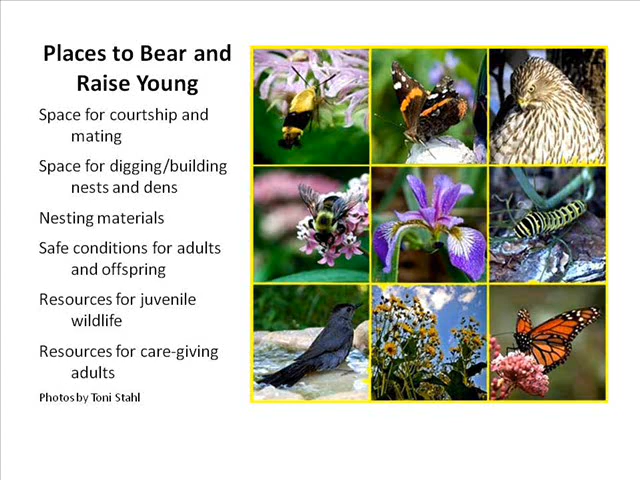 Places to Bear and
Raise Young
Space for courtship and
mating
Space for digging/building
nests and dens
Nesting materials
Safe conditions for adults
and offspring
Resources for juvenile
wildlife
Resources for care-giving
adults
Photos by Toni Stahl